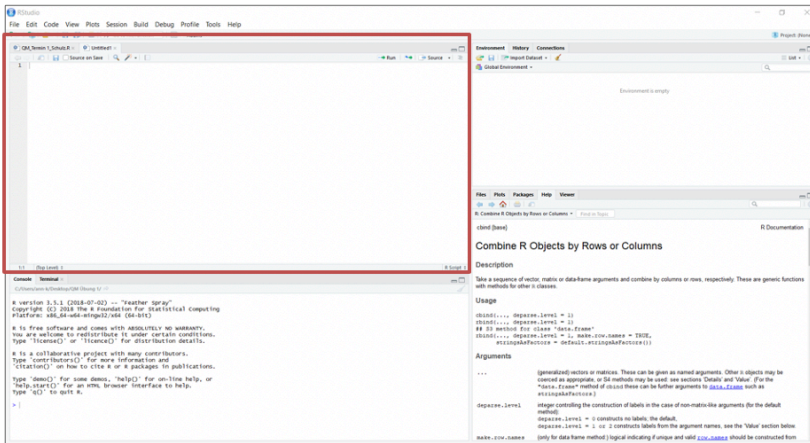 RStudio
File Edit Code View Plots Session Build Debug Profile Tools Help
Project: (None)
QM_Termin 1_Schulz.R × Untitled1 ×
Source on Save
Run Source
1
1:1 (Top Level) R Script
Console Terminal ×
R version 3.5.1 (2018-07-02) -- "Feather Spray"
Copyright (C) 2018 The R Foundation for Statistical Computing
Platform: x86_64-w64-mingw32/x64 (64-bit)
R is free software and comes with ABSOLUTELY NO WARRANTY.
You are welcome to redistribute it under certain conditions.
Type 'license()' or 'licence()' for distribution details.
R is a collaborative project with many contributors.
Type 'contributors()' for more information and
'citation()' on how to cite R or R packages in publications.
Type 'demo()' for some demos, 'help()' for on-line help, or
'help.start()' for an HTML browser interface to help.
Type 'q()' to quit R.
>
Environment History Connections
Import Dataset List
Global Environment
Environment is empty
Files Plots Packages Help Viewer
R: Combine R Objects by Rows or Columns Find in Topic
cbind {base} R Documentation
Combine R Objects by Rows or Columns
Description
Take a sequence of vector, matrix or data-frame arguments and combine by columns or rows, respectively. These are generic functions
with methods for other R classes.
Usage
cbind(..., deparse.level = 1)
rbind(..., deparse.level = 1)
## S3 method for class 'data.frame'
rbind(..., deparse.level = 1, make.row.names = TRUE,
stringsAsFactors = default.stringsAsFactors())
Arguments
... (generalized) vectors or matrices. These can be given as named arguments. Other R objects may be
coerced as appropriate, or S4 methods may be used: see sections 'Details' and 'Value'. (For the
"data.frame" method of cbind these can be further arguments to data.frame such as
stringsAsFactors.)
deparse.level integer controlling the construction of labels in the case of non-matrix-like arguments (for the default
method):
deparse.level = 0 constructs no labels; the default,
deparse.level = 1 or 2 constructs labels from the argument names, see the 'Value' section below.
make.row.names (only for data frame method:) logical indicating if unique and valid row.names should be constructed from